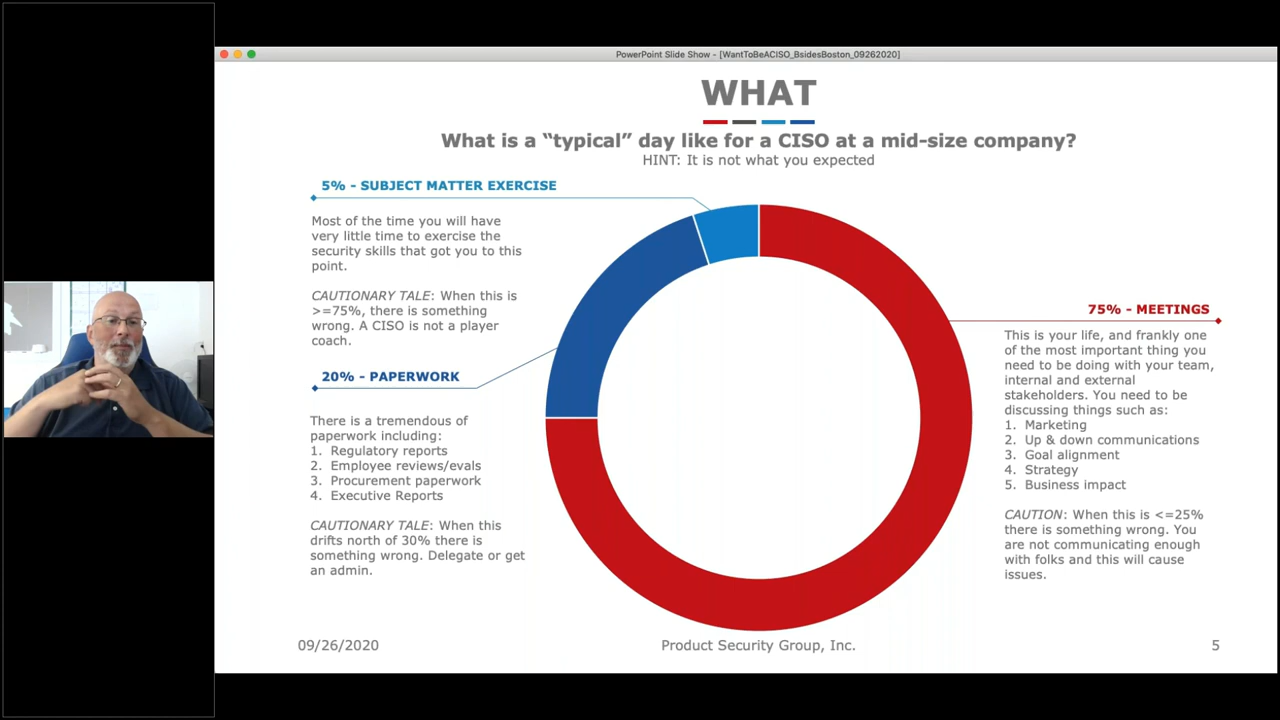 PowerPoint Slide Show - [WantToBeACISO_BsidesBoston_09262020]
WHAT
What is a “typical” day like for a CISO at a mid-size company?
HINT: It is not what you expected
5% - SUBJECT MATTER EXERCISE
Most of the time you will have
very little time to exercise the
security skills that got you to this
point.
CAUTIONARY TALE: When this is
>=75%, there is something
wrong. A CISO is not a player
coach.
20% - PAPERWORK
There is a tremendous of
paperwork including:
1. Regulatory reports
2. Employee reviews/evals
3. Procurement paperwork
4. Executive Reports
CAUTIONARY TALE: When this
drifts north of 30% there is
something wrong. Delegate or get
an admin.
75% - MEETINGS
This is your life, and frankly one
of the most important thing you
need to be doing with your team,
internal and external
stakeholders. You need to be
discussing things such as:
1. Marketing
2. Up & down communications
3. Goal alignment
4. Strategy
5. Business impact
CAUTION: When this is <=25%
there is something wrong. You
are not communicating enough
with folks and this will cause
issues.
09/26/2020
Product Security Group, Inc.
5